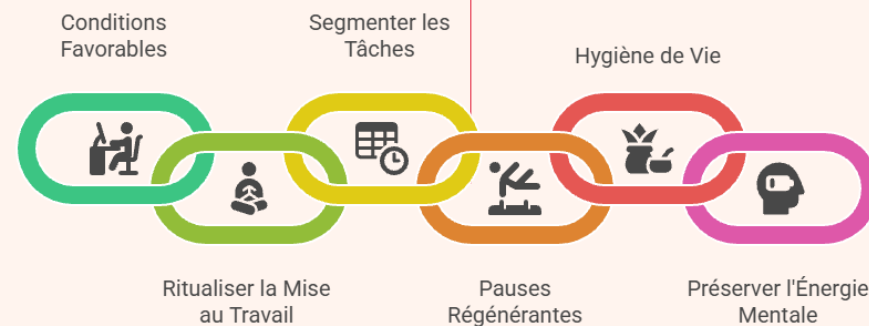 Conditions
Favorables
Segmenter les
Tâches
Hygiène de Vie
Ritualiser la Mise
au Travail
Pauses
Régénérantes
Préserver l'Énergie
Mentale